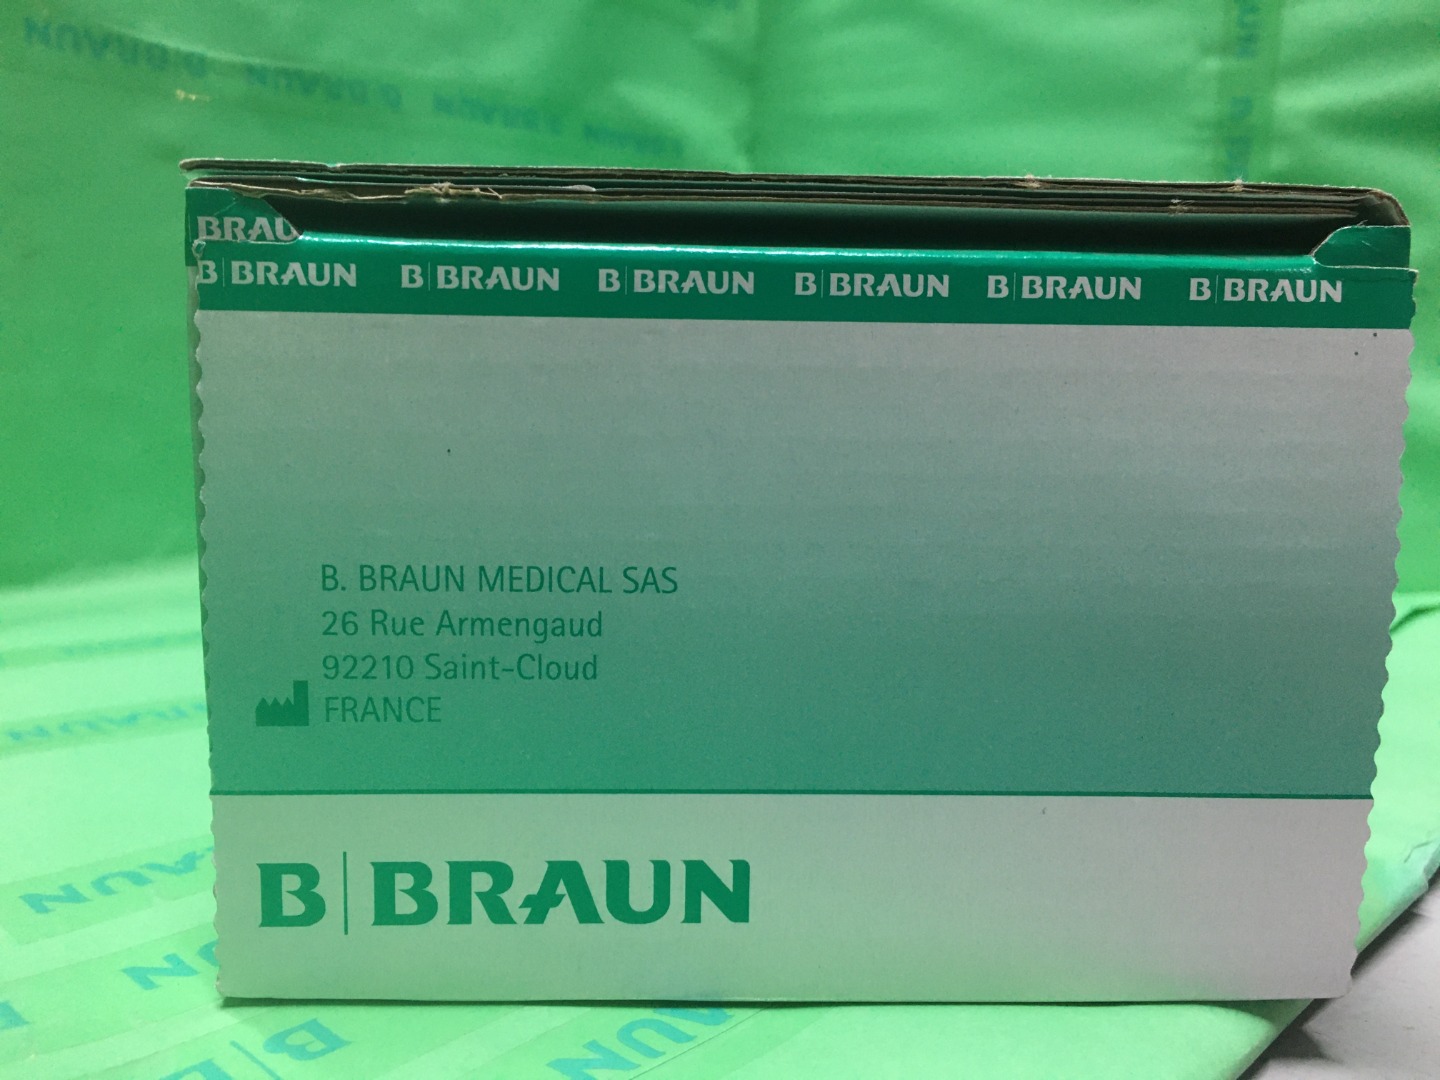 BRAU
B BRAUN B BRAUN B BRAUN B BRAUN B BRAUN B BRAUN
B. BRAUN MEDICAL SAS
26 Rue Armengaud
92210 Saint-Cloud
FRANCE
B BRAUN